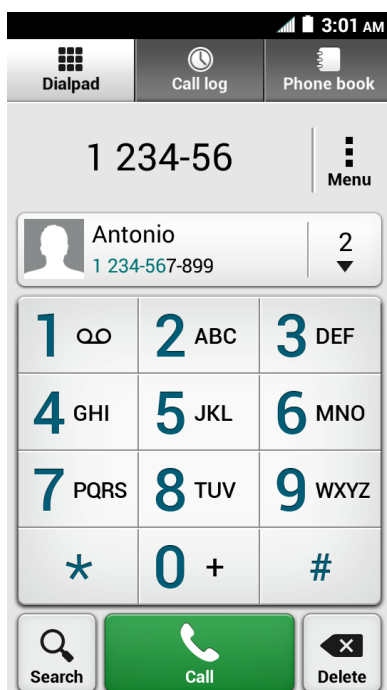 3:01 AM
Dialpad Call log Phone book
1 234-56
Menu
Antonio
1 234-567-899
2
1 2 ABC 3 DEF
4 GHI 5 JKL 6 MNO
7 PQRS 8 TUV 9 WXYZ
* 0 + #
Search Call Delete